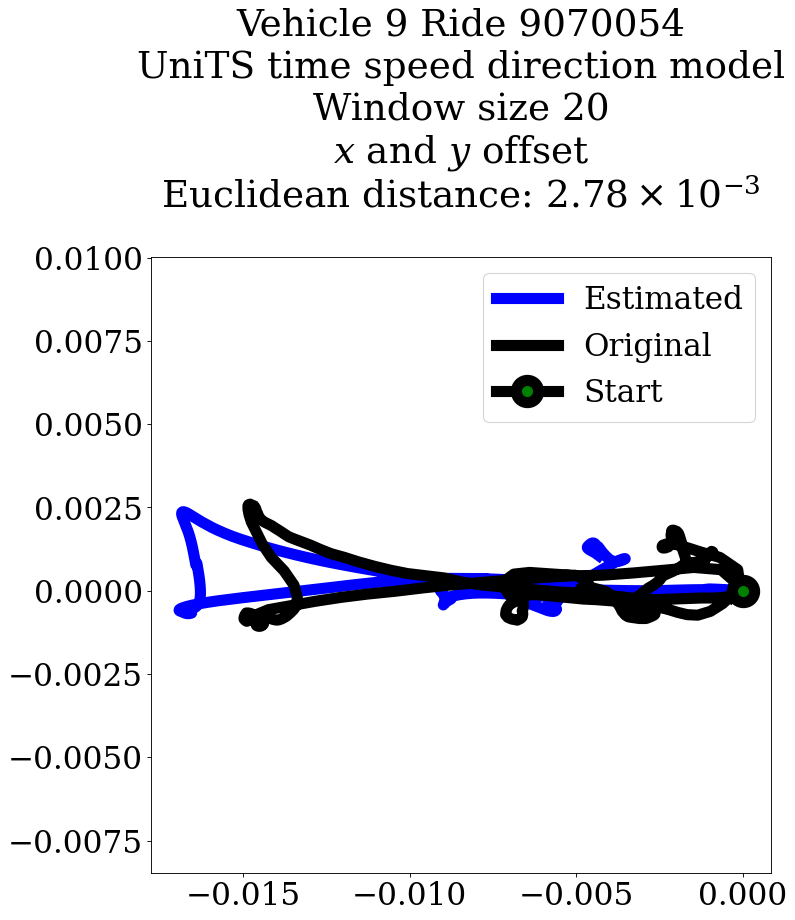 Vehicle 9 Ride 9070054
UniTS time speed direction model
Window size 20
x and y offset
Euclidean distance: 2.78 × 10⁻³
0.0100
0.0075
0.0050
0.0025
0.0000
−0.0025
−0.0050
−0.0075
Estimated
Original
Start
−0.015
−0.010
−0.005
0.000